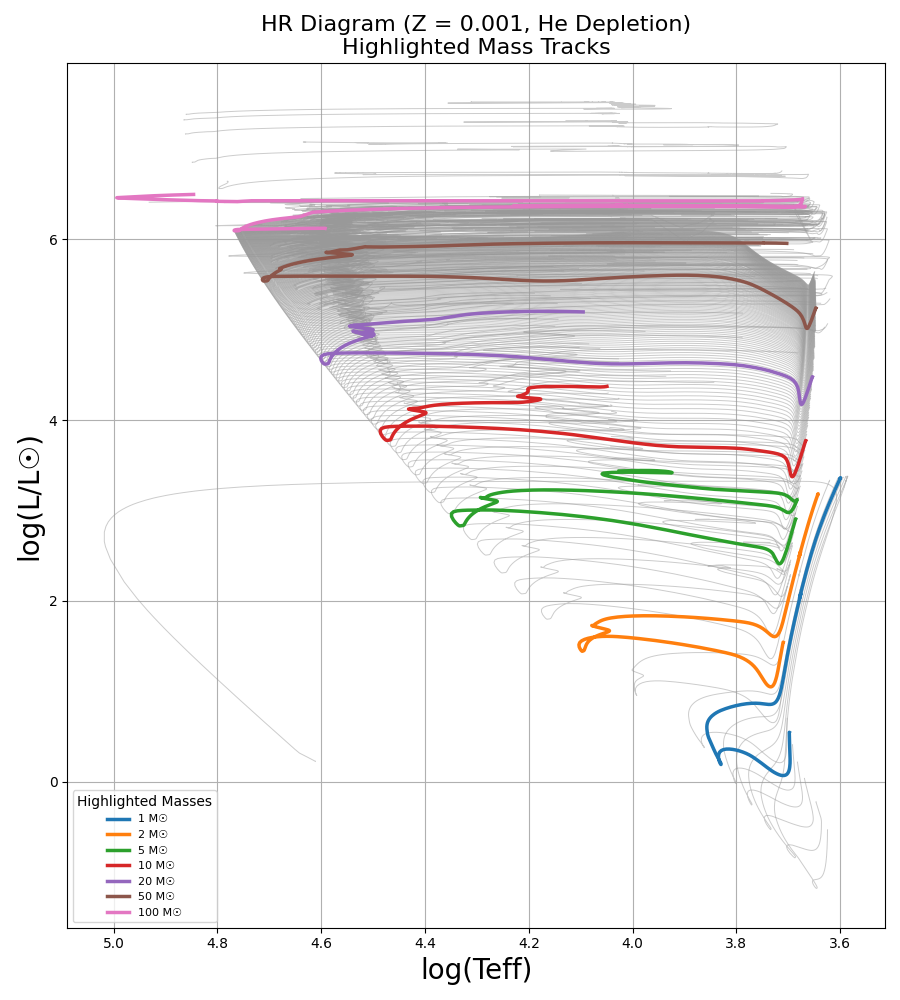 HR Diagram (Z = 0.001, He Depletion)
Highlighted Mass Tracks
log(L/L☉)
6
4
2
0
Highlighted Masses
1 M☉
2 M☉
5 M☉
10 M☉
20 M☉
50 M☉
100 M☉
5.0 4.8 4.6 4.4 4.2 4.0 3.8 3.6
log(Teff)